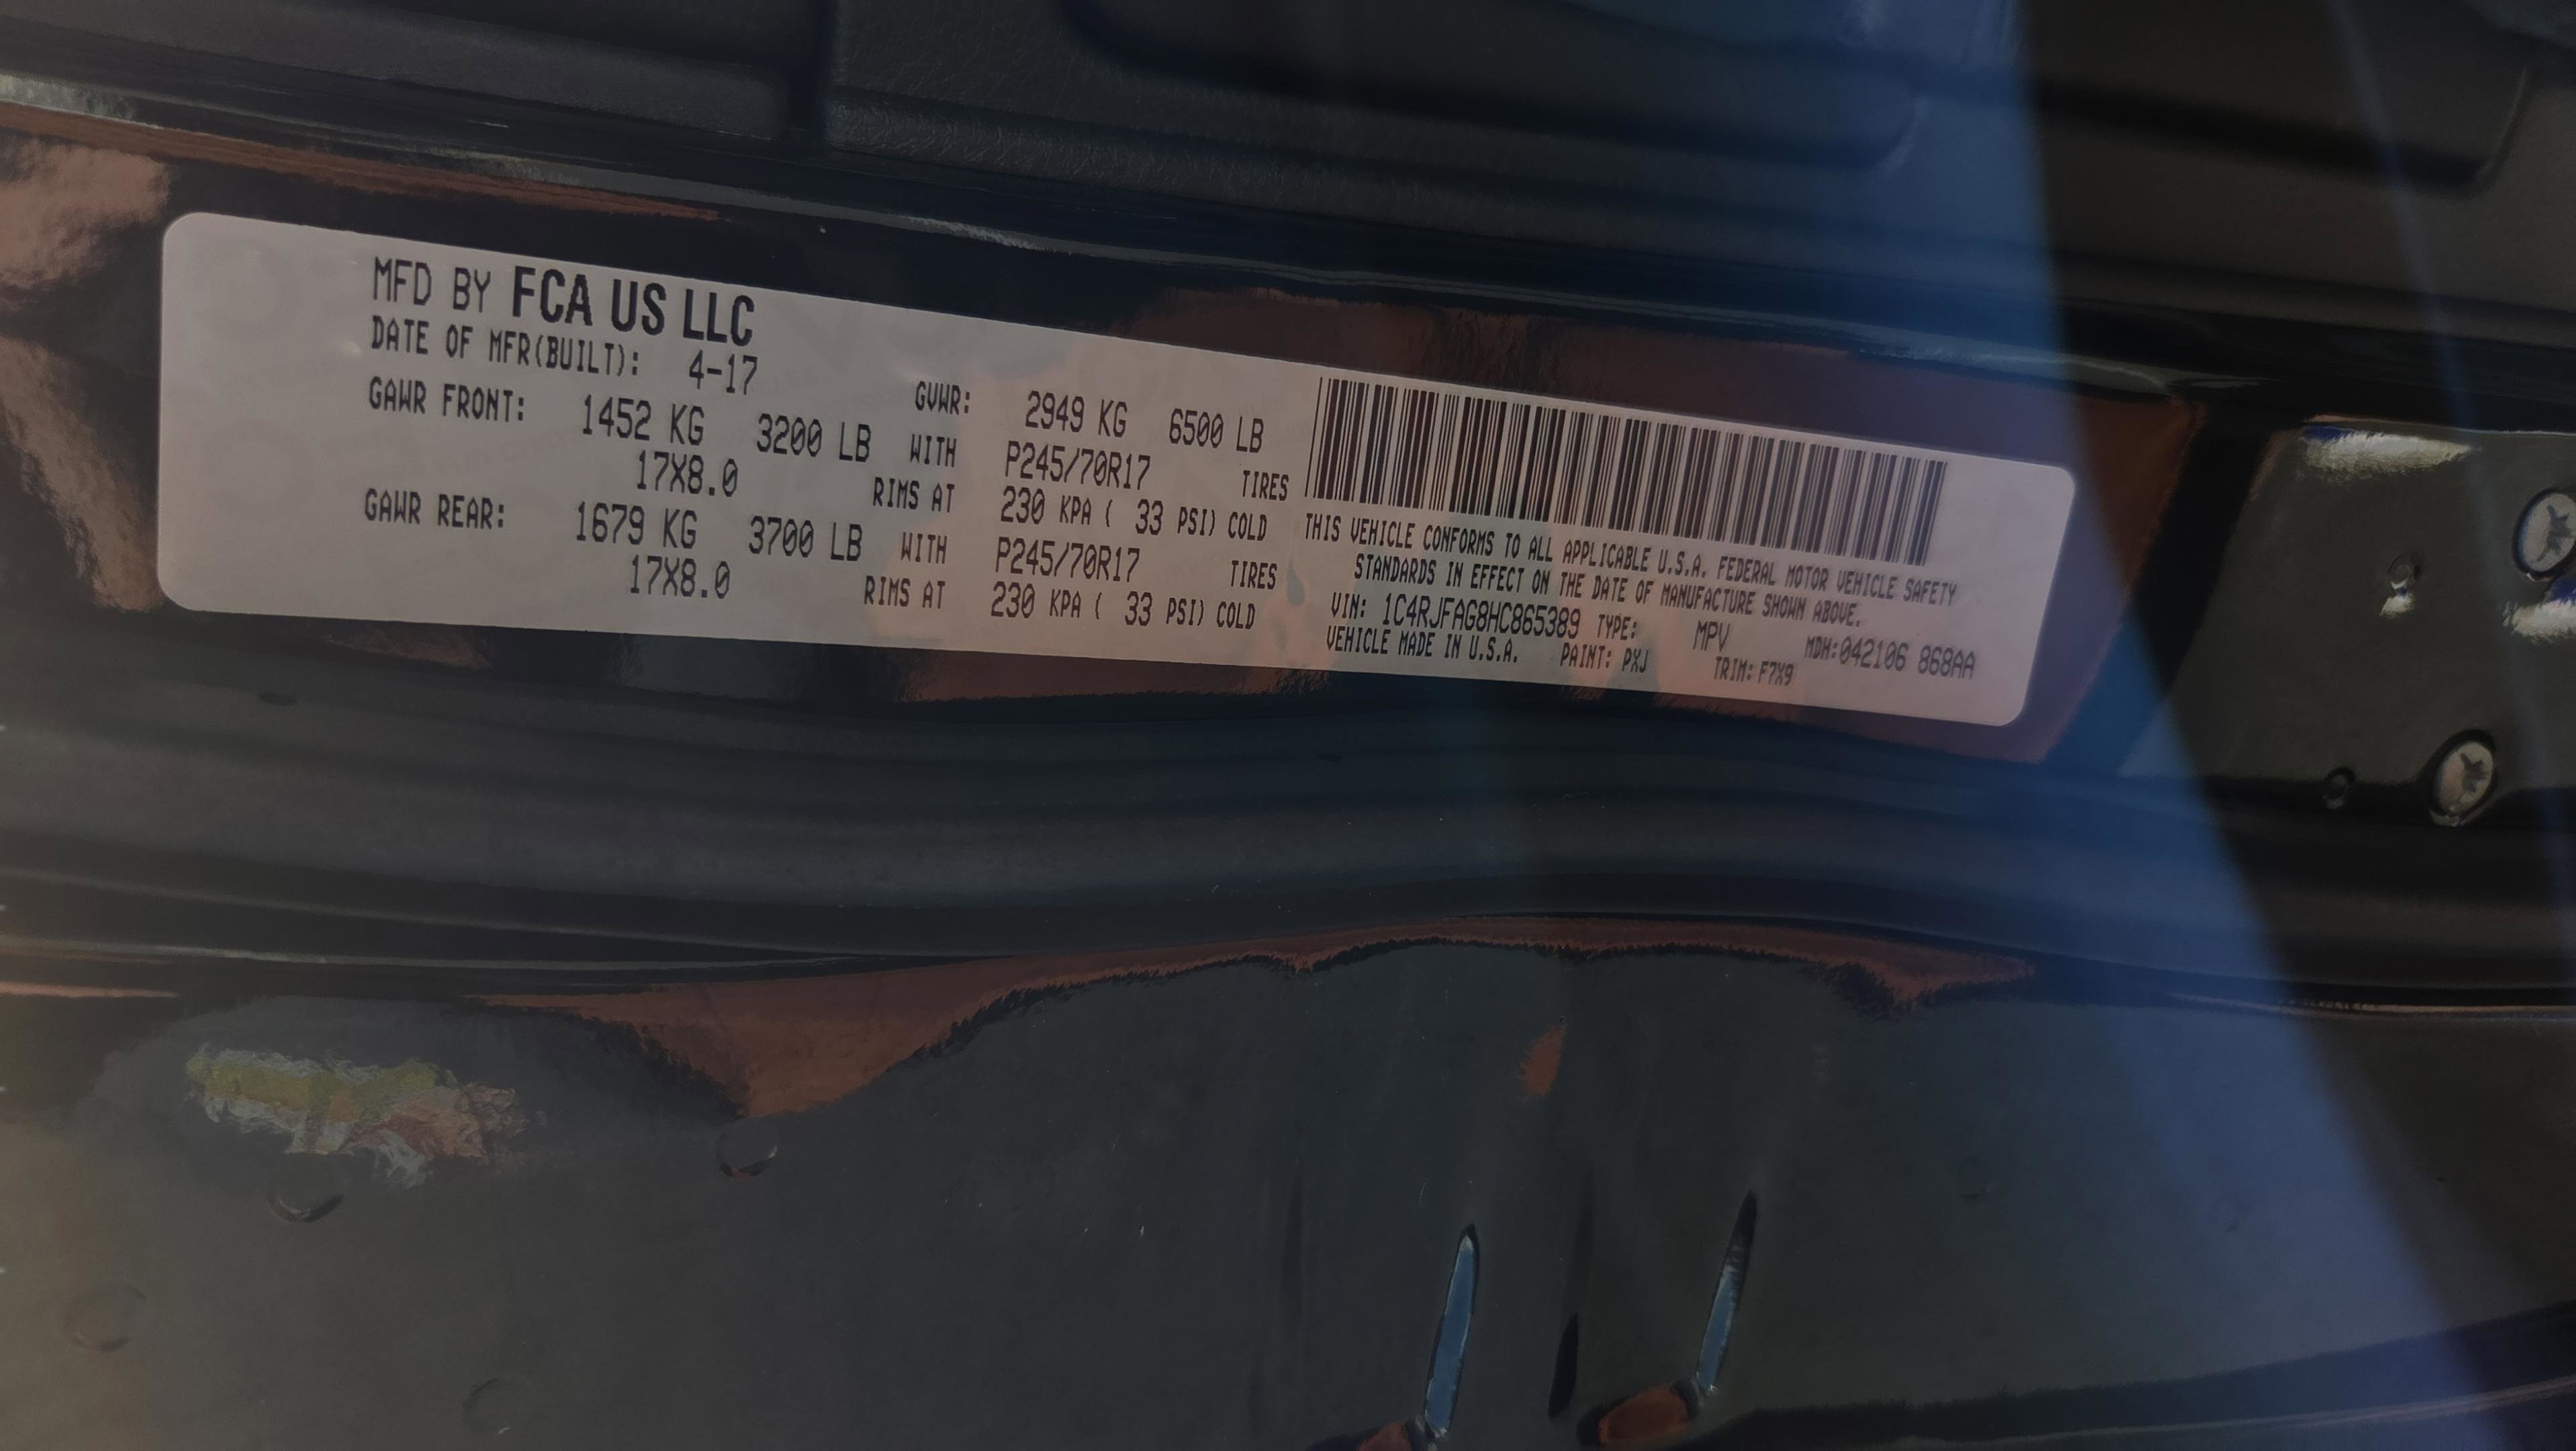 MFD BY FCA US LLC
DATE OF MFR(BUILT): 4-17
GVWR: 2949 KG 6500 LB
GAWR FRONT: 1452 KG 3200 LB WITH P245/70R17 TIRES
17X8.0 RIMS AT 230 KPA ( 33 PSI) COLD
GAWR REAR: 1679 KG 3700 LB WITH P245/70R17 TIRES
17X8.0 RIMS AT 230 KPA ( 33 PSI) COLD
THIS VEHICLE CONFORMS TO ALL APPLICABLE U.S.A. FEDERAL MOTOR VEHICLE SAFETY
STANDARDS IN EFFECT ON THE DATE OF MANUFACTURE SHOWN ABOVE.
VIN: 1C4RJFAG8HC865389 TYPE: MPV MDH:042106 868AA
VEHICLE MADE IN U.S.A. PAINT: PXJ TRIM: F7X9